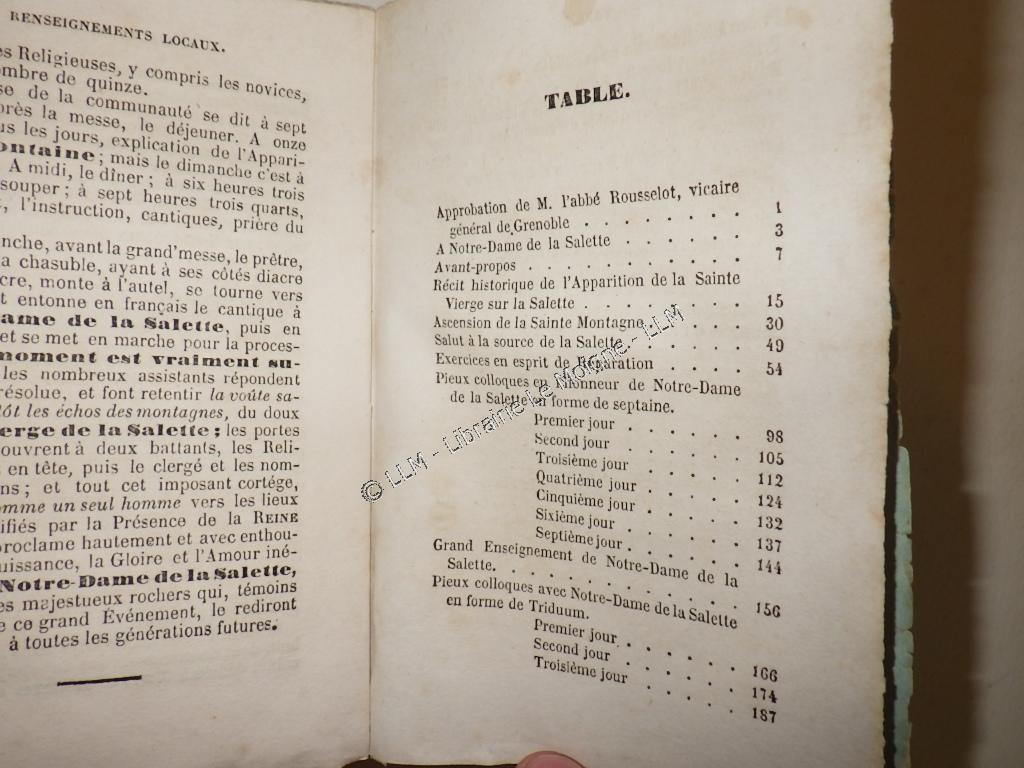 RENSEIGNEMENTS LOCAUX.
es Religieuses, y compris les novices,
ombre de quinze.
se de la communauté se dit à sept
près la messe, le déjeuner. A onze
us les jours, explication de l'Appari-
ontaine; mais le dimanche c'est à
. A midi, le dîner; à six heures trois
souper; à sept heures trois quarts,
, l'instruction, cantiques, prière du
anche, avant la grand'messe, le prêtre,
a chasuble, ayant à ses côtés diacre
cre, monte à l'autel, se tourne vers
t entonne en français le cantique à
ame de la Salette, puis en
et se met en marche pour la proces-
moment est vraiment su-
les nombreux assistants répondent
résolue, et font retentir la voûte sa-
tôt les échos des montagnes, du doux
ierge de la Salette; les portes
ouvrent à deux battants, les Reli-
t en tête, puis le clergé et les nom-
ns; et tout cet imposant cortége,
omme un seul homme vers les lieux
ifiés par la Présence de la REINE
proclame hautement et avec enthou-
uissance, la Gloire et l'Amour iné-
Notre-Dame de la Salette,
es majestueux rochers qui, témoins
e ce grand Événement, le rediront
à toutes les générations futures.
TABLE.
Approbation de M. l'abbé Rousselot, vicaire
général de Grenoble . . . . . . . 1
A Notre-Dame de la Salette . . . . . . 3
Avant-propos . . . . . . . . . . 7
Récit historique de l'Apparition de la Sainte
Vierge sur la Salette . . . . . . . . 15
Ascension de la Sainte Montagne . . . . 30
Salut à la source de la Salette . . . . . 49
Exercices en esprit de Réparation . . . . 54
Pieux colloques en l'honneur de Notre-Dame
de la Salette en forme de septaine.
Premier jour . . . . . . 98
Second jour . . . . . . 105
Troisième jour . . . . . 112
Quatrième jour . . . . . 124
Cinquième jour . . . . . 132
Sixième jour . . . . . . 137
Septième jour . . . . . . 144
Grand Enseignement de Notre-Dame de la
Salette . . . . . . . . . . . 156
Pieux colloques avec Notre-Dame de la Salette
en forme de Triduum.
Premier jour . . . . . . 166
Second jour . . . . . . 174
Troisième jour . . . . . 187
© LLM - Librairie Le Moigne - LLM